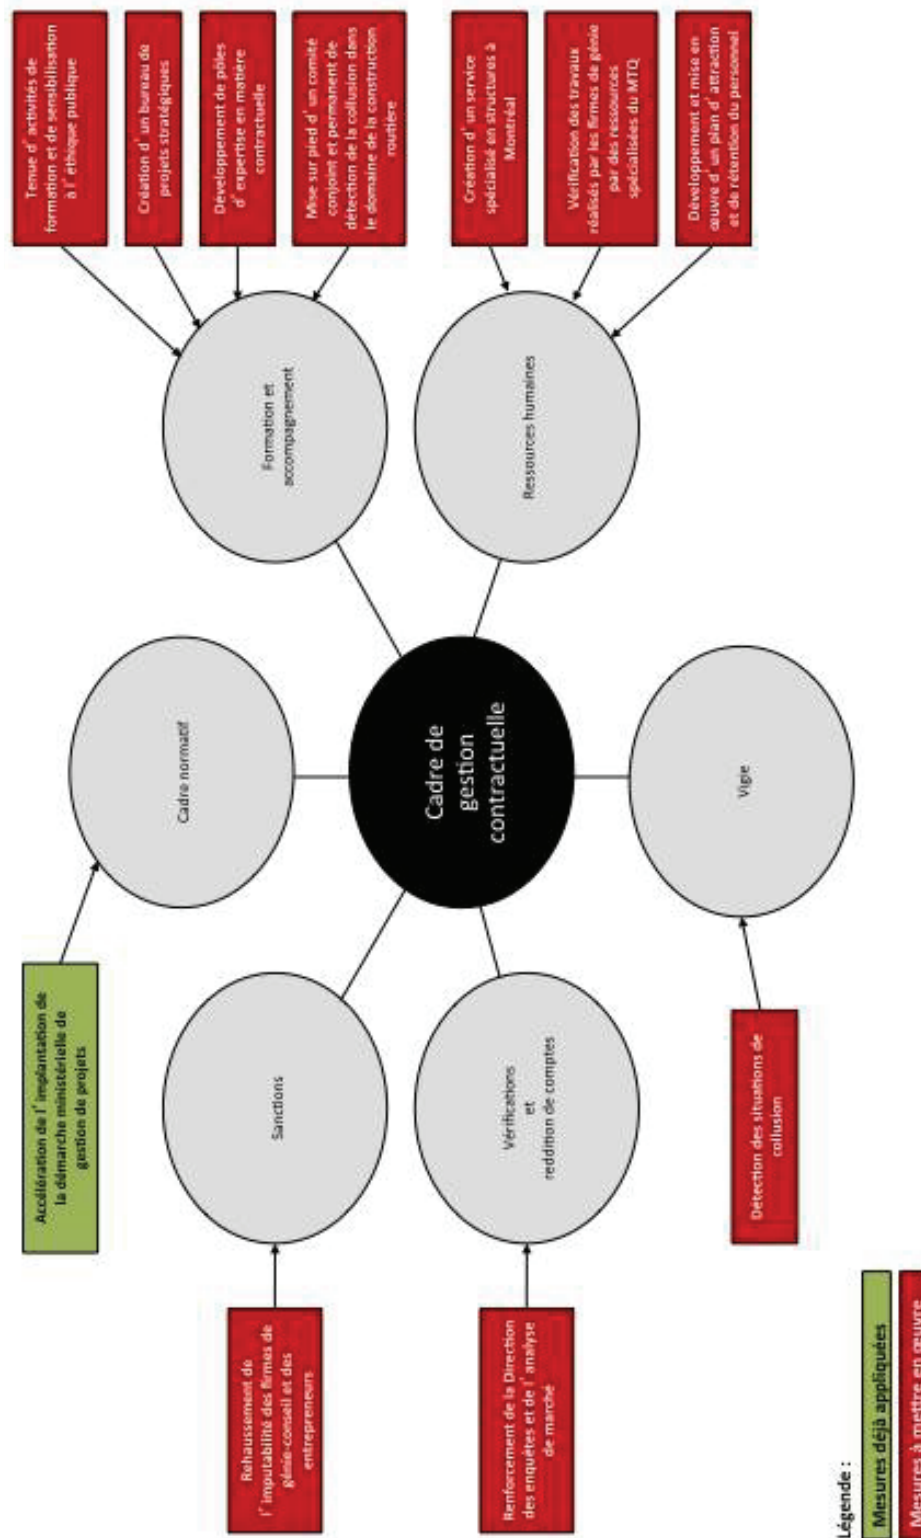 Accélération de l'implantation de
la démarche ministérielle de
gestion de projets
Tenue d'activités de
formation et de sensibilisation
à l'éthique publique
Création d'un bureau de
projets stratégiques
Développement de pôles
d'expertise en matière
contractuelle
Mise sur pied d'un comité
conjoint et permanent de
détection de la collusion dans
le domaine de la construction
routière
Cadre normatif
Formation et
accompagnement
Rehaussement de
l'imputabilité des firmes de
génie-conseil et des
entrepreneurs
Sanctions
Cadre de
gestion
contractuelle
Création d'un service
spécialisé en structures à
Montréal
Vérification des travaux
réalisés par les firmes de génie
par des ressources
spécialisées du MTQ
Développement et mise en
œuvre d'un plan d'attraction
et de rétention du personnel
Renforcement de la Direction
des enquêtes et de l'analyse
de marché
Vérifications
et
reddition de comptes
Ressources humaines
Détection des situations de
collusion
Vigie
Légende :
Mesures déjà appliquées
Mesures à mettre en œuvre